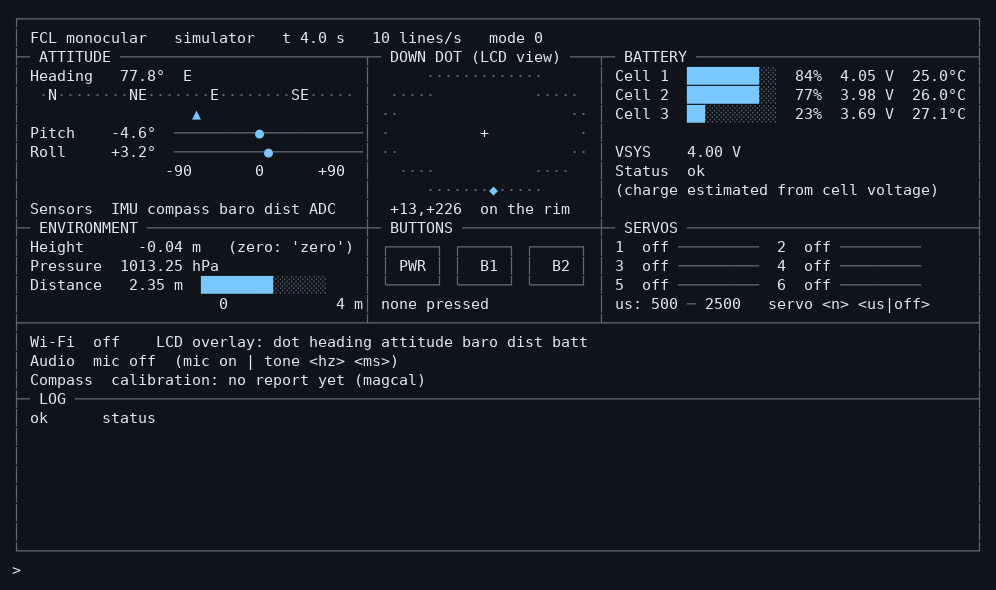 FCL monocular   simulator   t 4.0 s   10 lines/s   mode 0
ATTITUDE
Heading   77.8°  E
N NE E SE
Pitch    -4.6°
Roll     +3.2°
-90       0      +90
Sensors  IMU compass baro dist ADC
DOWN DOT (LCD view)
+
+13,+226  on the rim
BATTERY
Cell 1  84%  4.05 V  25.0°C
Cell 2  77%  3.98 V  26.0°C
Cell 3  23%  3.69 V  27.1°C
VSYS    4.00 V
Status  ok
(charge estimated from cell voltage)
ENVIRONMENT
Height      -0.04 m   (zero: 'zero')
Pressure  1013.25 hPa
Distance   2.35 m
0            4 m
BUTTONS
PWR   B1   B2
none pressed
SERVOS
1  off  2  off
3  off  4  off
5  off  6  off
us: 500 — 2500   servo <n> <us|off>
Wi-Fi  off    LCD overlay: dot heading attitude baro dist batt
Audio  mic off  (mic on | tone <hz> <ms>)
Compass  calibration: no report yet (magcal)
LOG
ok      status
>